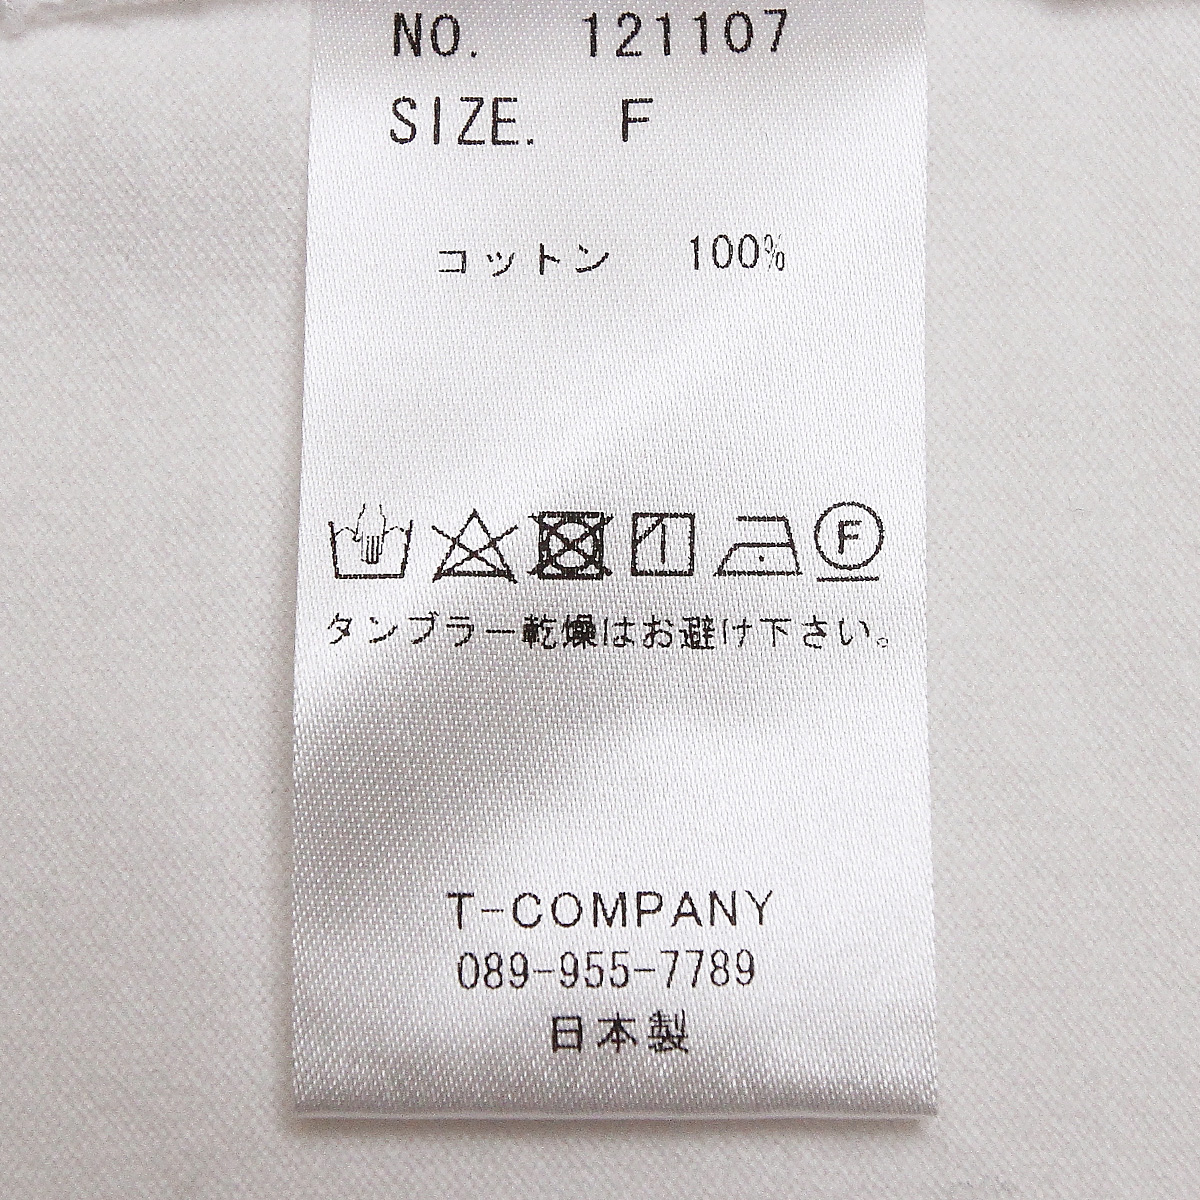 NO. 121107
SIZE. F
コットン 100%
F
タンブラー乾燥はお避け下さい。
T-COMPANY
089-955-7789
日本製